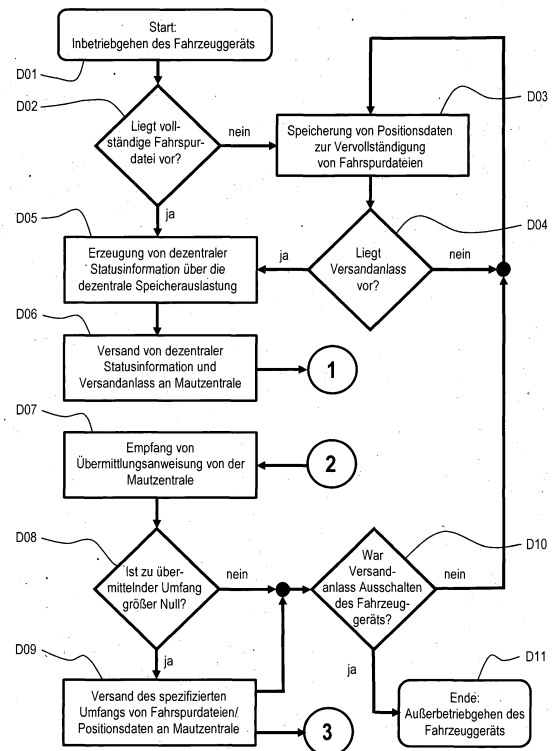 Start:
Inbetriebgehen des Fahrzeuggeräts
D01
D02
Liegt voll-
ständige Fahrspur-
datei vor?
nein
ja
D03
Speicherung von Positionsdaten
zur Vervollständigung
von Fahrspurdateien
D04
Liegt
Versandanlass
vor?
ja
nein
D05
Erzeugung von dezentraler
Statusinformation über die
dezentrale Speicherauslastung
D06
Versand von dezentraler
Statusinformation und
Versandanlass an Mautzentrale
1
D07
Empfang von
Übermittlungsanweisung von der
Mautzentrale
2
D08
Ist zu über-
mittelnder Umfang
größer Null?
nein
ja
D10
War
Versand-
anlass Ausschalten
des Fahrzeug-
geräts?
nein
ja
D09
Versand des spezifizierten
Umfangs von Fahrspurdateien/
Positionsdaten an Mautzentrale
3
D11
Ende:
Außerbetriebgehen des
Fahrzeuggeräts